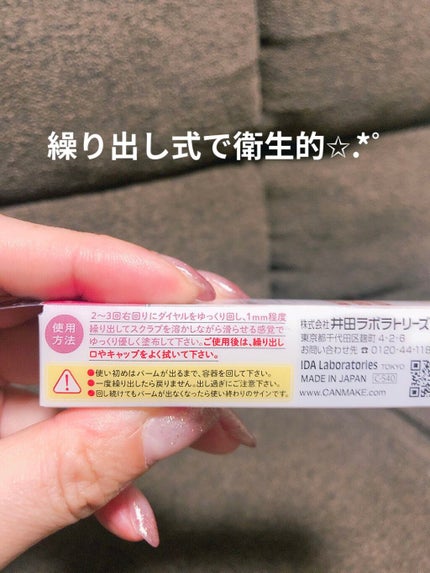 繰り出し式で衛生的☆.*ﾟ
使用
方法
2～3回右回りにダイヤルをゆっくり回し、1mm程度
繰り出してスクラブを溶かしながら滑らせる感覚で
ゆっくり優しく塗布して下さい。ご使用後は、繰り出し
口やキャップをよく拭いて下さい。
●使い初めはバームが出るまで、容器を回して下さい。
●一度繰り出したら戻りません。出し過ぎにご注意下さい。
●回し続けてもバームが出なくなったら使い終わりのサインです。
株式会社 井田ラボラトリーズ
東京都千代田区麹町4-2-6
お問い合わせ先 ☎ 0120-44-118
IDA Laboratories TOKYO
MADE IN JAPAN C-540
www.CANMAKE.com